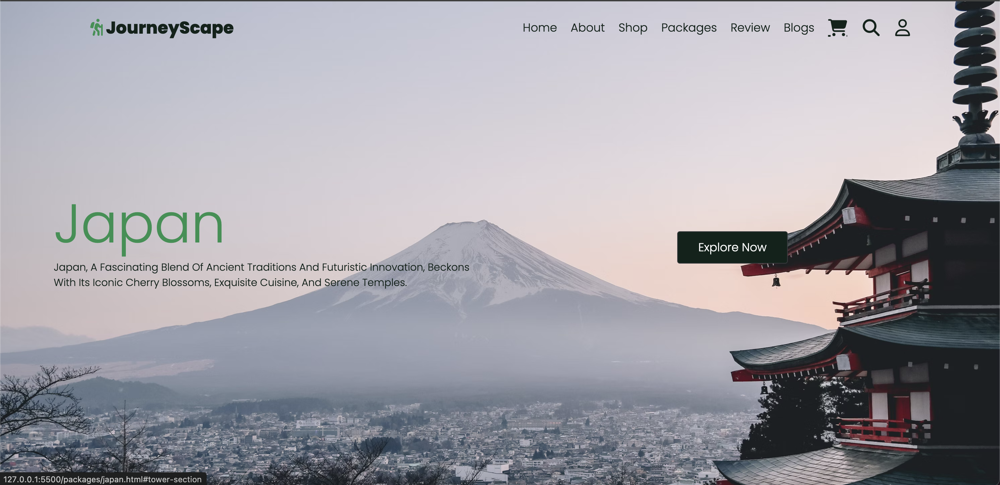 JourneyScape
Home About Shop Packages Review Blogs
Japan
Japan, A Fascinating Blend Of Ancient Traditions And Futuristic Innovation, Beckons
With Its Iconic Cherry Blossoms, Exquisite Cuisine, And Serene Temples.
Explore Now
127.0.0.1:5500/packages/japan.html#tower-section